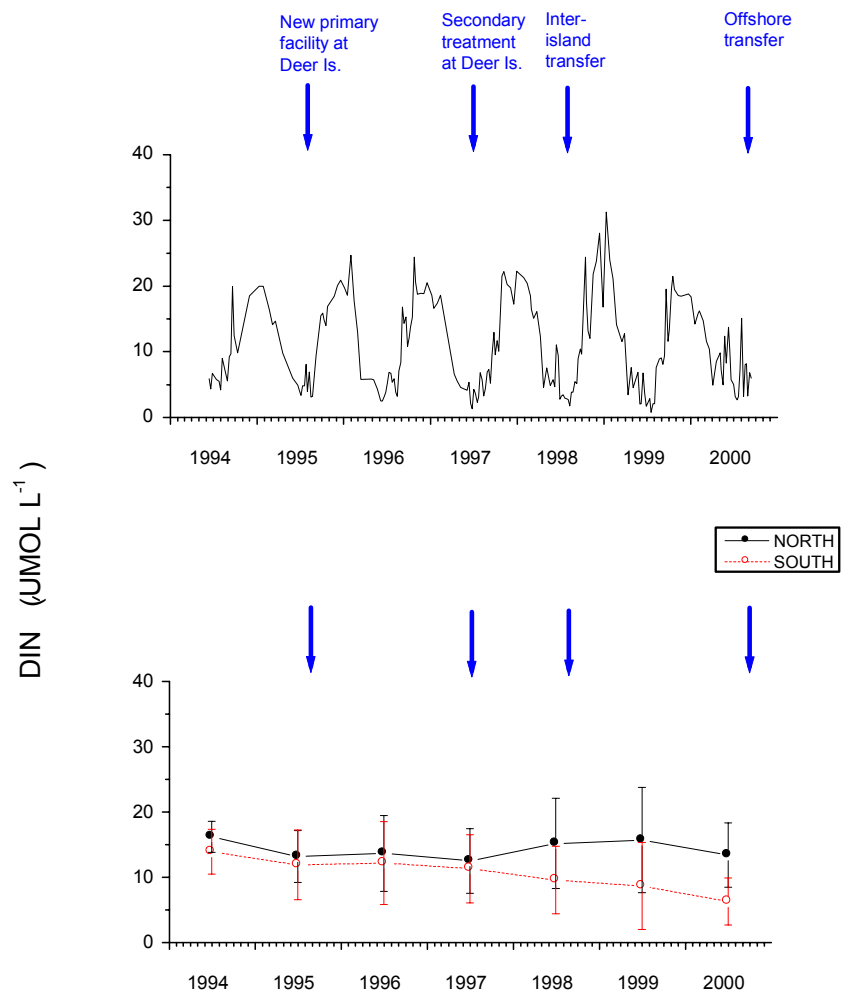 New primary
facility at
Deer Is.
Secondary
treatment
at Deer Is.
Inter-
island
transfer
Offshore
transfer
40
30
20
10
0
1994 1995 1996 1997 1998 1999 2000
DIN (µMOL L⁻¹)
NORTH
SOUTH
40
30
20
10
0
1994 1995 1996 1997 1998 1999 2000